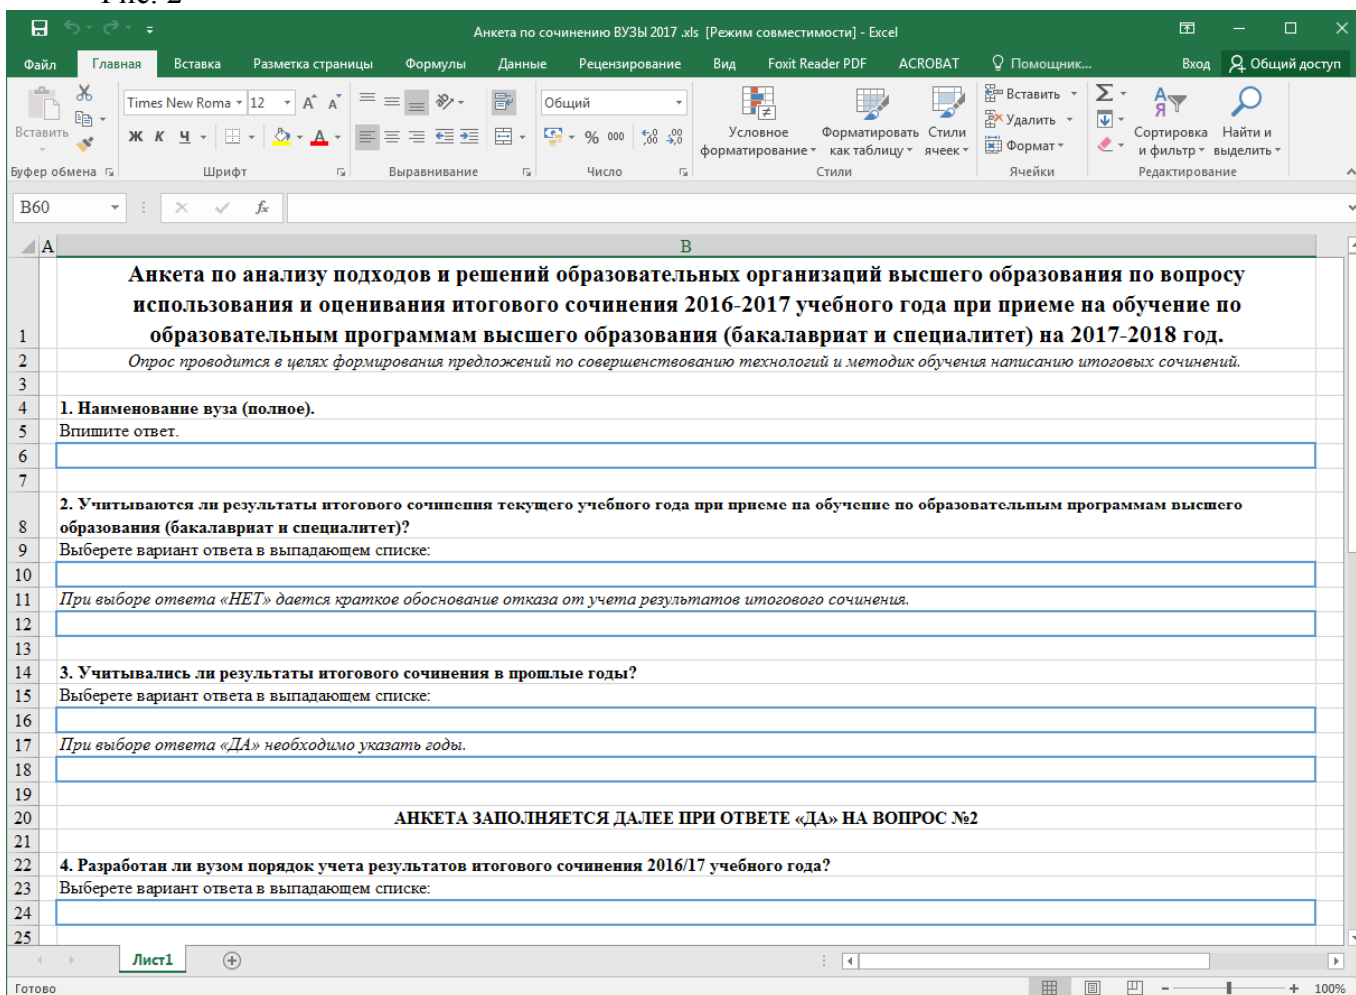 Рис. 2
Анкета по сочинению ВУЗЫ 2017 .xls  [Режим совместимости] - Excel
Файл Главная Вставка Разметка страницы Формулы Данные Рецензирование Вид Foxit Reader PDF ACROBAT Помощник... Вход Общий доступ
Вставить
Times New Roma 12
Ж К Ч
Общий
% 000
Условное форматирование
Форматировать как таблицу
Стили ячеек
Вставить
Удалить
Формат
Сортировка и фильтр
Найти и выделить
Буфер обмена Шрифт Выравнивание Число Стили Ячейки Редактирование
B60 fx
A B
1 Анкета по анализу подходов и решений образовательных организаций высшего образования по вопросу
использования и оценивания итогового сочинения 2016-2017 учебного года при приеме на обучение по
образовательным программам высшего образования (бакалавриат и специалитет) на 2017-2018 год.
2 Опрос проводится в целях формирования предложений по совершенствованию технологий и методик обучения написанию итоговых сочинений.
3
4 1. Наименование вуза (полное).
5 Впишите ответ.
6
7
8 2. Учитываются ли результаты итогового сочинения текущего учебного года при приеме на обучение по образовательным программам высшего
образования (бакалавриат и специалитет)?
9 Выберете вариант ответа в выпадающем списке:
10
11 При выборе ответа «НЕТ» дается краткое обоснование отказа от учета результатов итогового сочинения.
12
13
14 3. Учитывались ли результаты итогового сочинения в прошлые годы?
15 Выберете вариант ответа в выпадающем списке:
16
17 При выборе ответа «ДА» необходимо указать годы.
18
19
20 АНКЕТА ЗАПОЛНЯЕТСЯ ДАЛЕЕ ПРИ ОТВЕТЕ «ДА» НА ВОПРОС №2
21
22 4. Разработан ли вузом порядок учета результатов итогового сочинения 2016/17 учебного года?
23 Выберете вариант ответа в выпадающем списке:
24
25
Лист1
Готово 100%